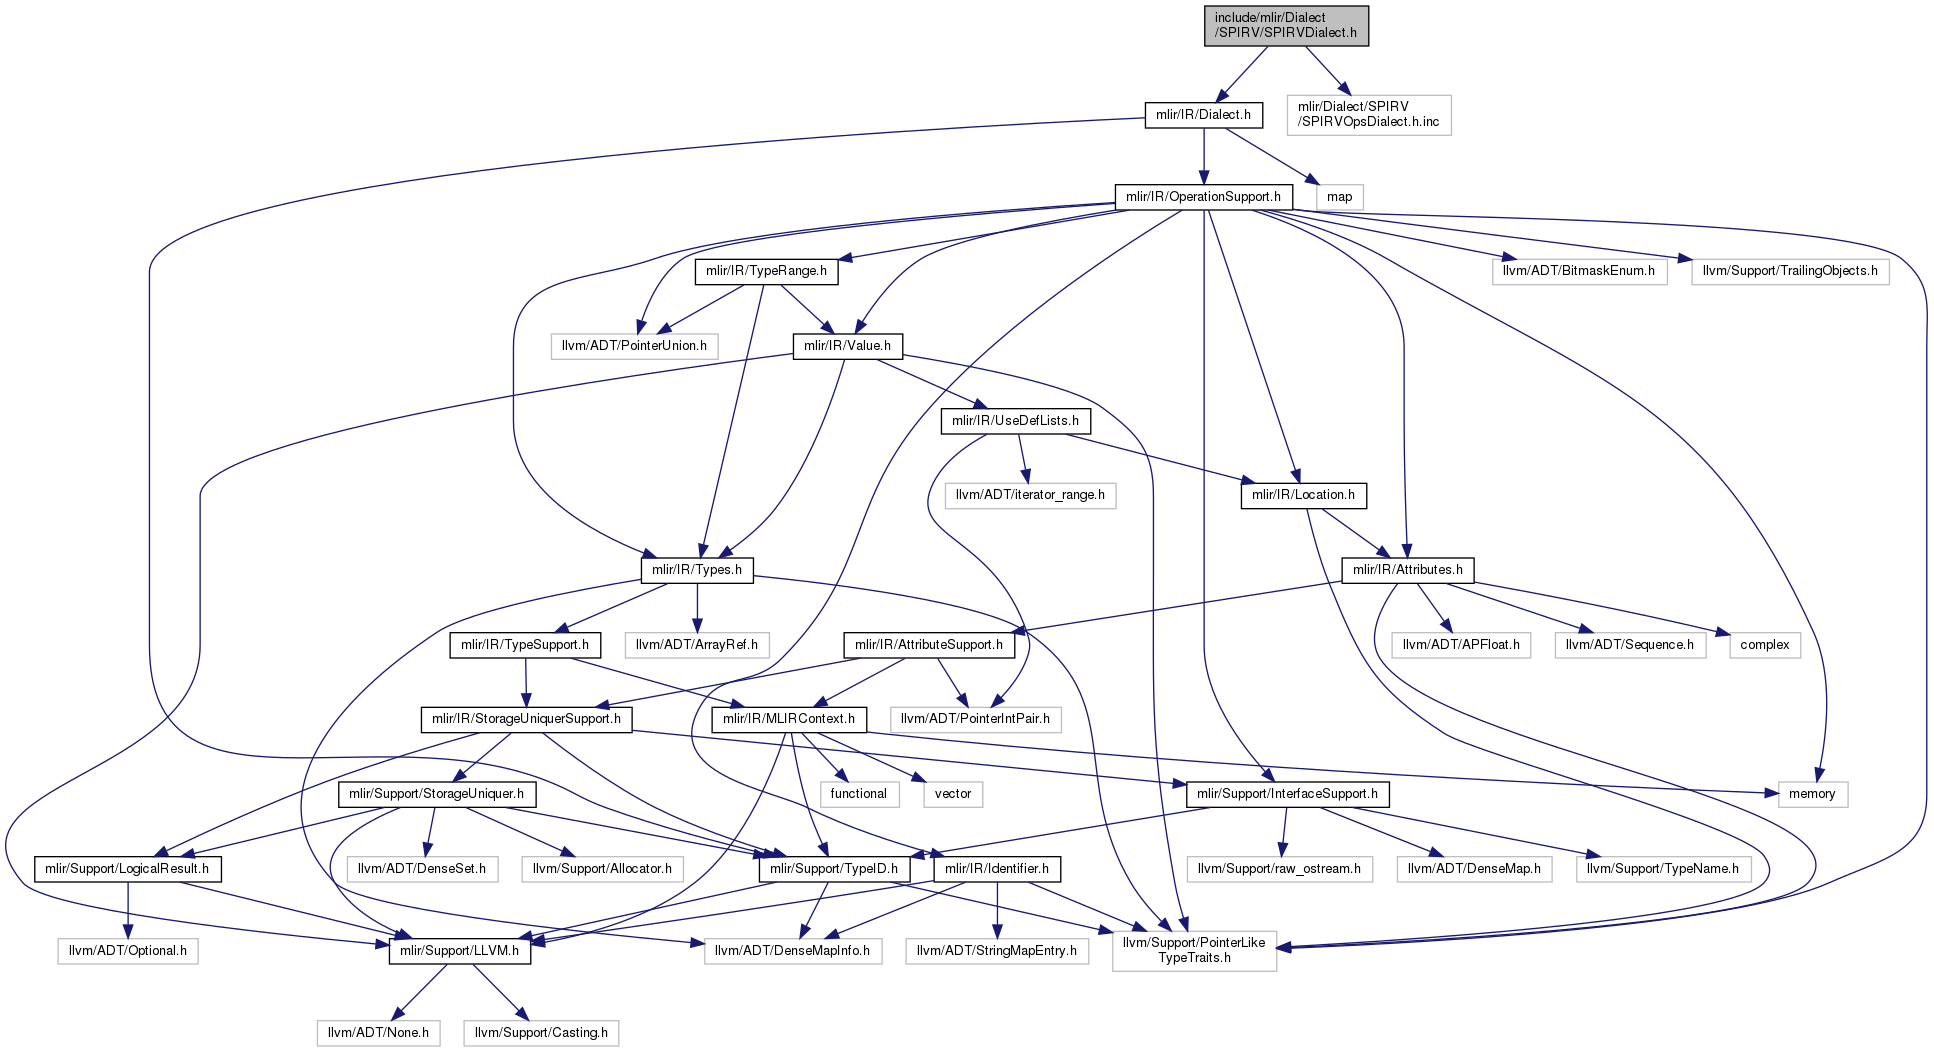 include/mlir/Dialect
/SPIRV/SPIRVDialect.h
mlir/IR/Dialect.h
mlir/Dialect/SPIRV
/SPIRVOpsDialect.h.inc
mlir/IR/OperationSupport.h
map
mlir/IR/TypeRange.h
llvm/ADT/BitmaskEnum.h
llvm/Support/TrailingObjects.h
llvm/ADT/PointerUnion.h
mlir/IR/Value.h
mlir/IR/UseDefLists.h
llvm/ADT/iterator_range.h
mlir/IR/Location.h
mlir/IR/Types.h
mlir/IR/Attributes.h
mlir/IR/TypeSupport.h
llvm/ADT/ArrayRef.h
mlir/IR/AttributeSupport.h
llvm/ADT/APFloat.h
llvm/ADT/Sequence.h
complex
mlir/IR/StorageUniquerSupport.h
mlir/IR/MLIRContext.h
llvm/ADT/PointerIntPair.h
mlir/Support/StorageUniquer.h
functional
vector
mlir/Support/InterfaceSupport.h
memory
mlir/Support/LogicalResult.h
llvm/ADT/DenseSet.h
llvm/Support/Allocator.h
mlir/Support/TypeID.h
mlir/IR/Identifier.h
llvm/Support/raw_ostream.h
llvm/ADT/DenseMap.h
llvm/Support/TypeName.h
llvm/ADT/Optional.h
mlir/Support/LLVM.h
llvm/ADT/DenseMapInfo.h
llvm/ADT/StringMapEntry.h
llvm/Support/PointerLike
TypeTraits.h
llvm/ADT/None.h
llvm/Support/Casting.h